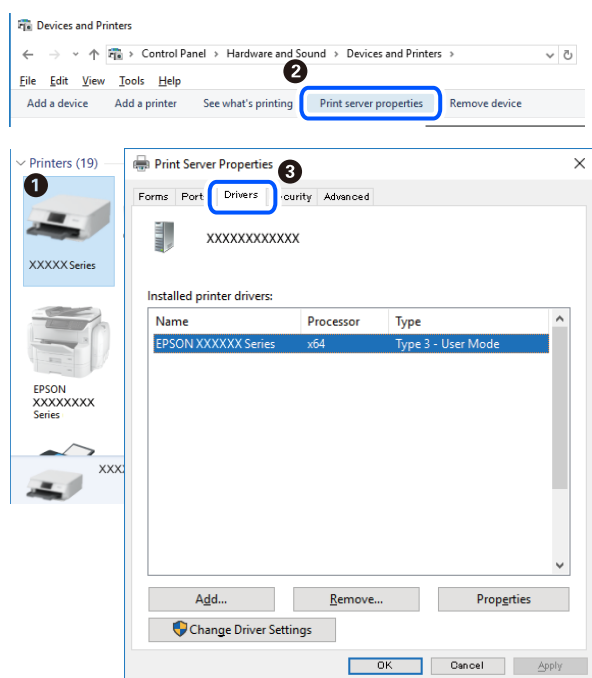 Devices and Printers
Control Panel > Hardware and Sound > Devices and Printers >
2
File Edit View Tools Help
Add a device Add a printer See what's printing Print server properties Remove device
Printers (19)
1
XXXXX Series
EPSON
XXXXXXXX
Series
XXX
Print Server Properties
3
Forms Port Drivers curity Advanced
XXXXXXXXXXXX
Installed printer drivers:
Name Processor Type
EPSON XXXXXX Series x64 Type 3 - User Mode
Add... Remove... Properties
Change Driver Settings
OK Cancel Apply